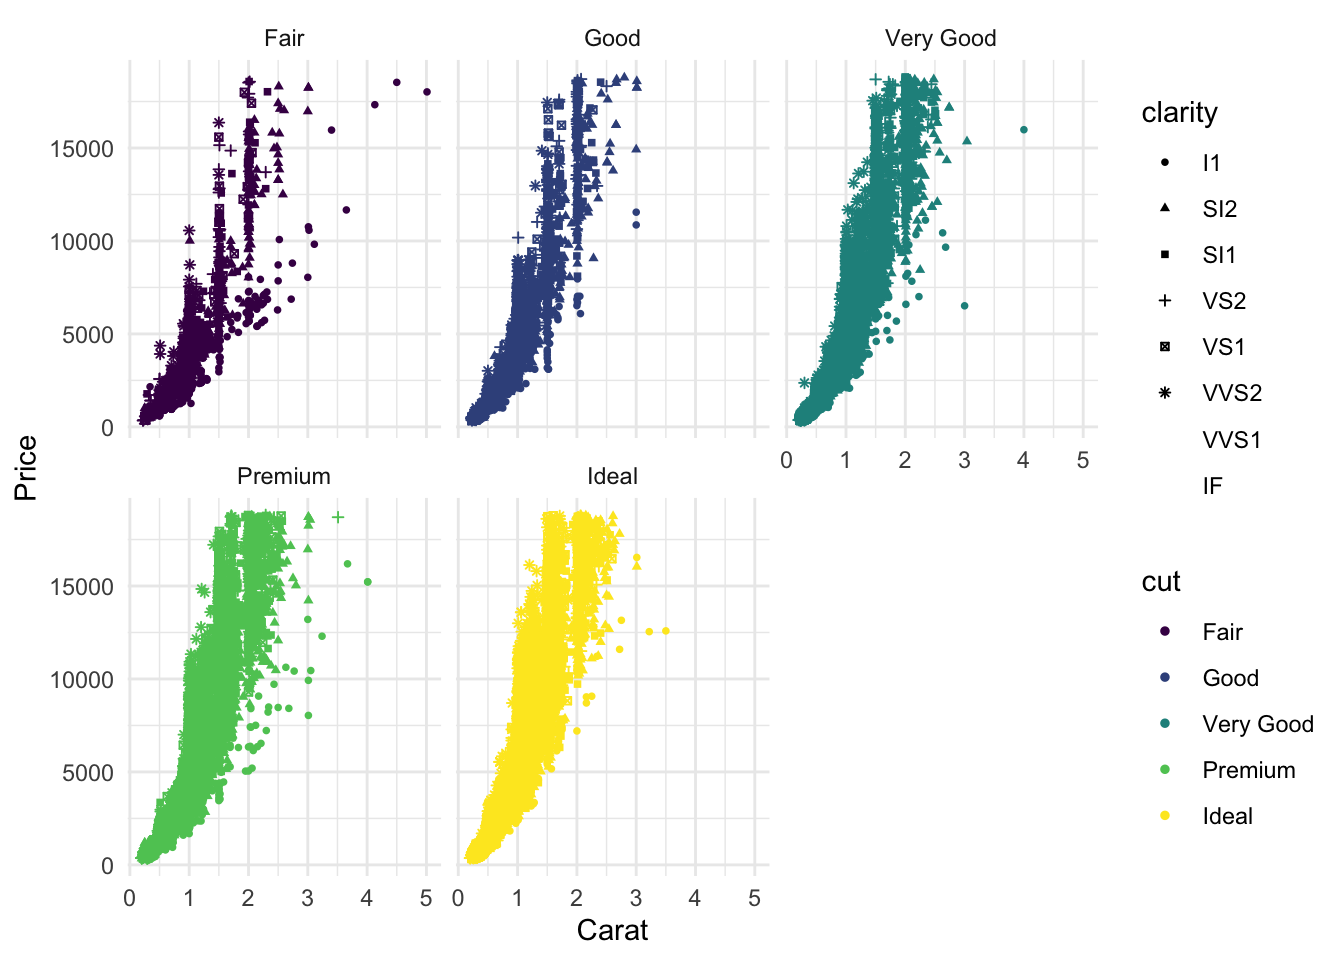 Fair
Good
Very Good
15000
10000
5000
0
0 1 2 3 4 5
Price
Premium
Ideal
15000
10000
5000
0
0 1 2 3 4 5
0 1 2 3 4 5
Carat
clarity
I1
SI2
SI1
VS2
VS1
VVS2
VVS1
IF
cut
Fair
Good
Very Good
Premium
Ideal